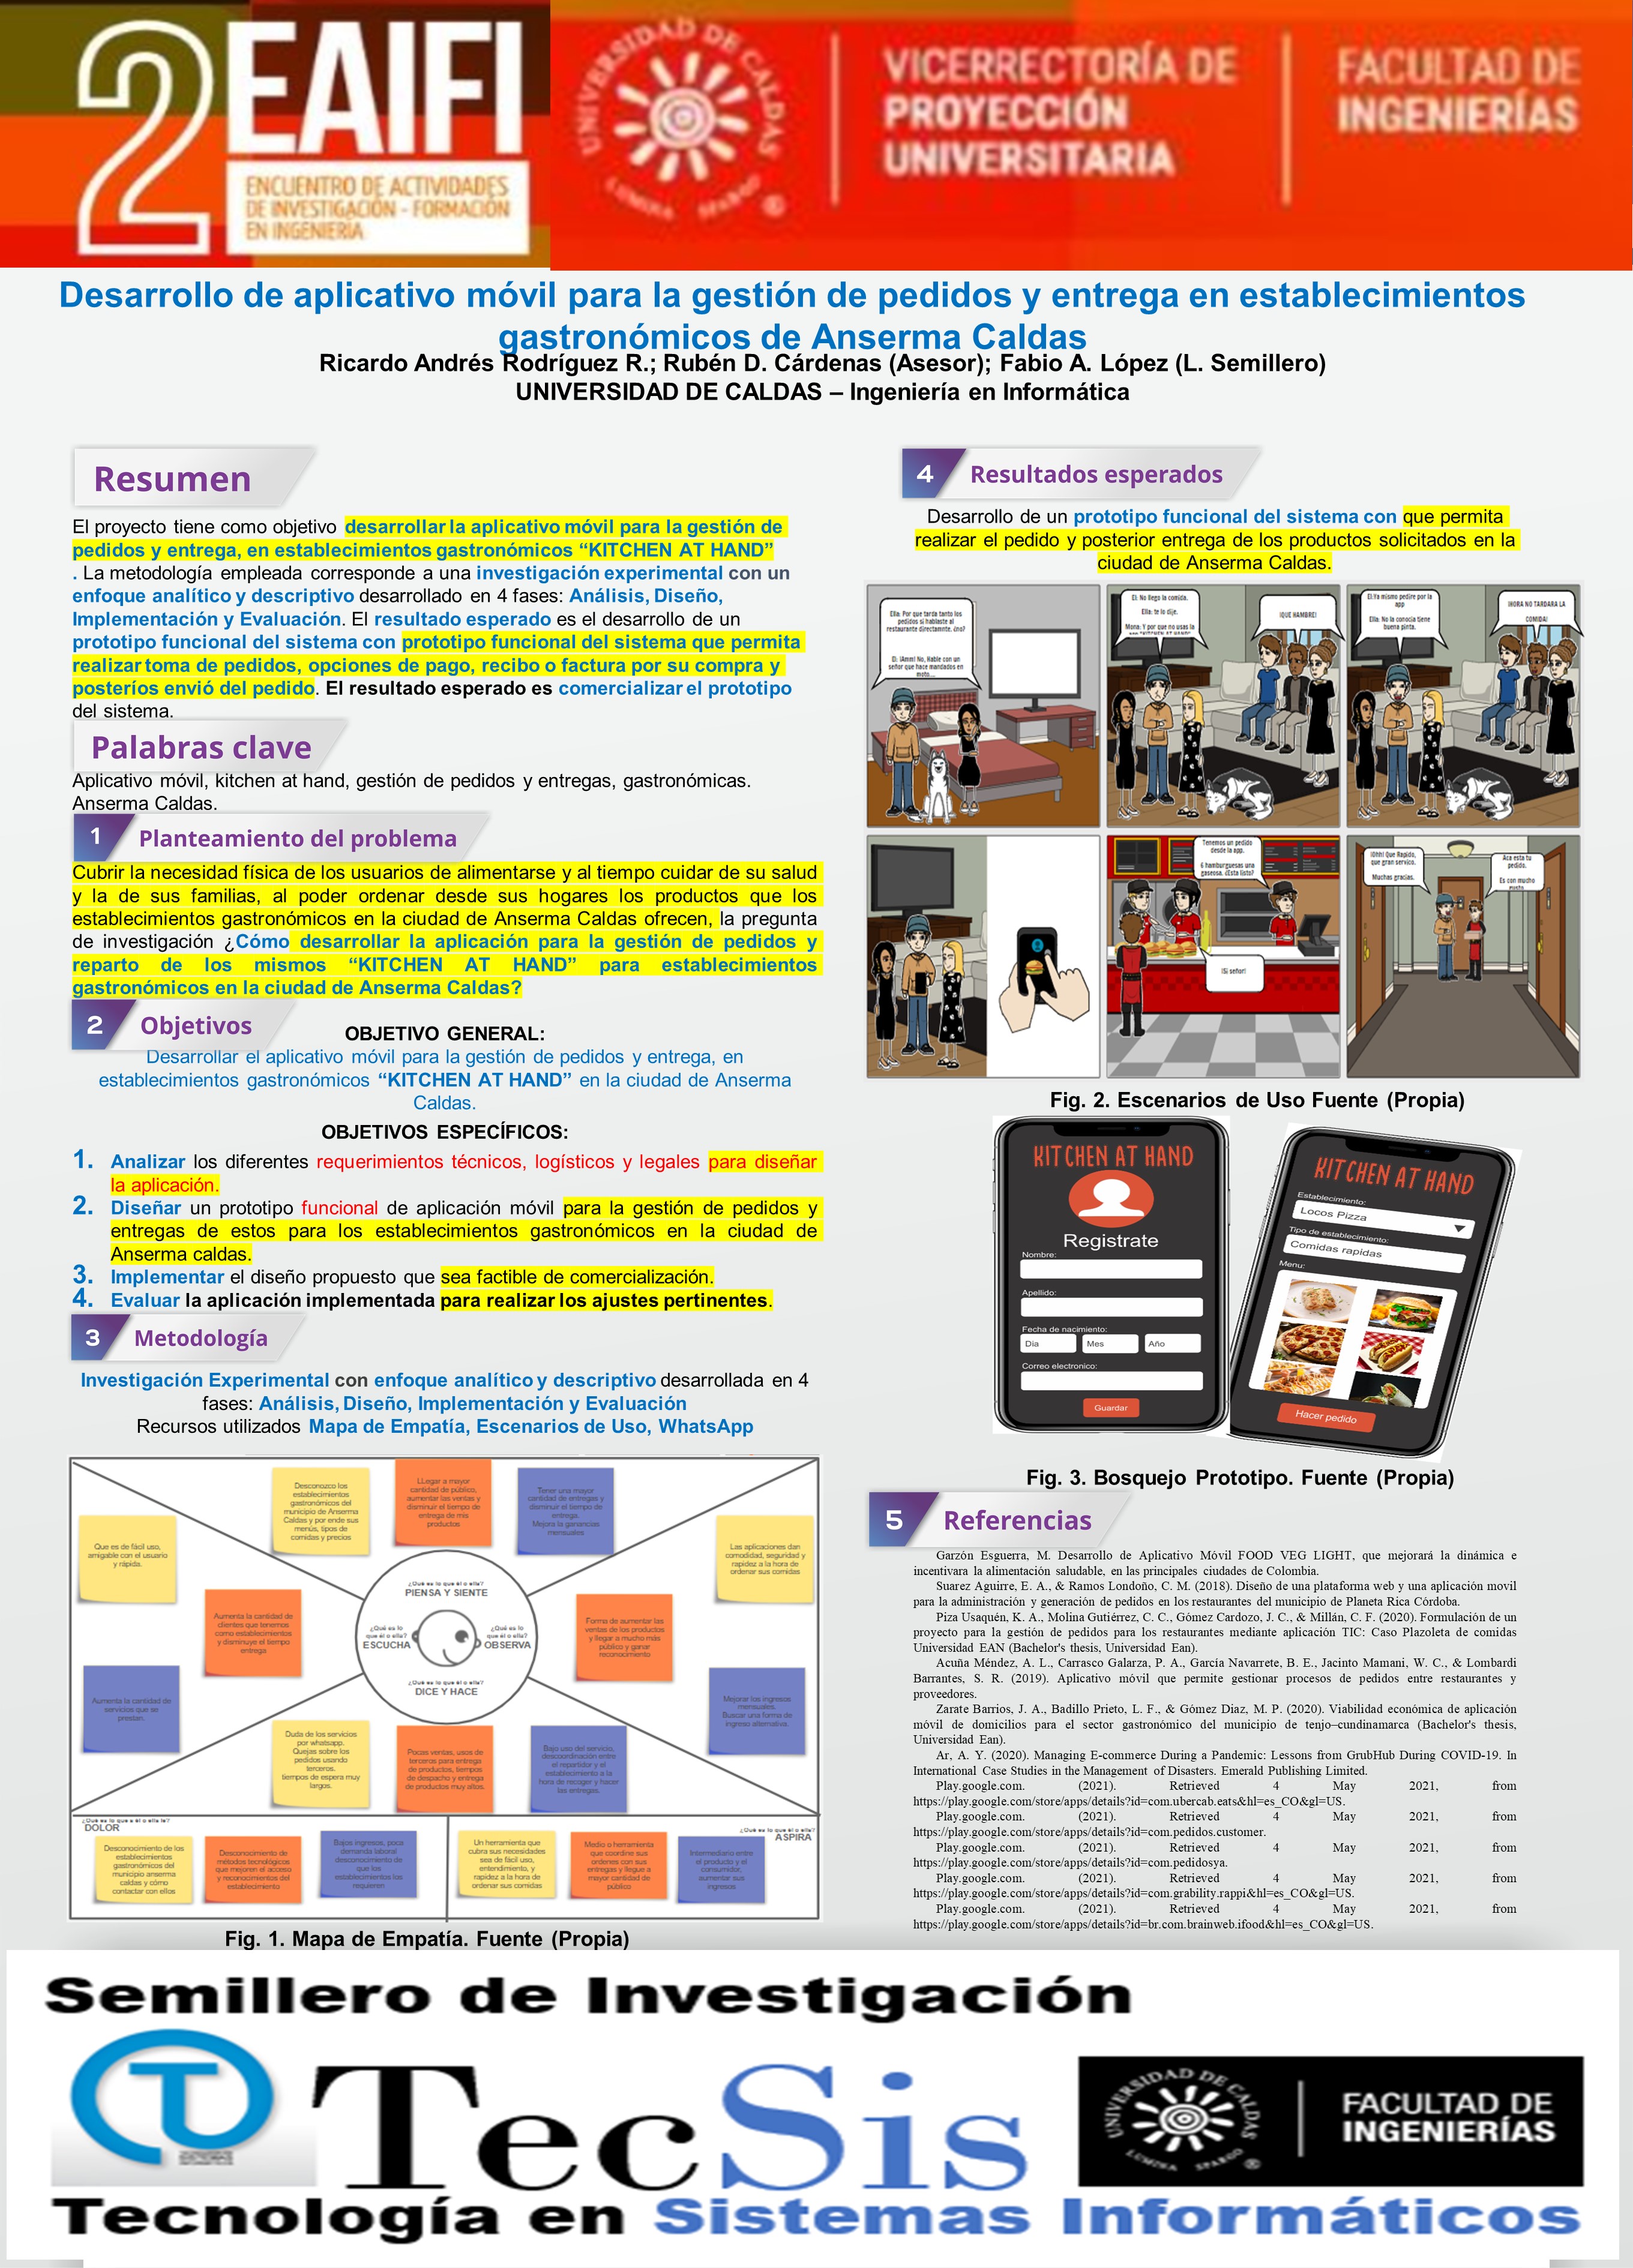 2 EAIFI
ENCUENTRO DE ACTIVIDADES
DE INVESTIGACIÓN - FORMACIÓN
EN INGENIERÍA
UNIVERSIDAD DE CALDAS
LUMINA SPARGO
VICERRECTORÍA DE
PROYECCIÓN
UNIVERSITARIA
FACULTAD DE
INGENIERÍAS
Desarrollo de aplicativo móvil para la gestión de pedidos y entrega en establecimientos
gastronómicos de Anserma Caldas
Ricardo Andrés Rodríguez R.; Rubén D. Cárdenas (Asesor); Fabio A. López (L. Semillero)
UNIVERSIDAD DE CALDAS – Ingeniería en Informática
Resumen
El proyecto tiene como objetivo desarrollar la aplicativo móvil para la gestión de
pedidos y entrega, en establecimientos gastronómicos “KITCHEN AT HAND”
. La metodología empleada corresponde a una investigación experimental con un
enfoque analítico y descriptivo desarrollado en 4 fases: Análisis, Diseño,
Implementación y Evaluación. El resultado esperado es el desarrollo de un
prototipo funcional del sistema con prototipo funcional del sistema que permita
realizar toma de pedidos, opciones de pago, recibo o factura por su compra y
posteríos envió del pedido. El resultado esperado es comercializar el prototipo
del sistema.
Palabras clave
Aplicativo móvil, kitchen at hand, gestión de pedidos y entregas, gastronómicas.
Anserma Caldas.
1 Planteamiento del problema
Cubrir la necesidad física de los usuarios de alimentarse y al tiempo cuidar de su salud
y la de sus familias, al poder ordenar desde sus hogares los productos que los
establecimientos gastronómicos en la ciudad de Anserma Caldas ofrecen, la pregunta
de investigación ¿Cómo desarrollar la aplicación para la gestión de pedidos y
reparto de los mismos “KITCHEN AT HAND” para establecimientos
gastronómicos en la ciudad de Anserma Caldas?
2 Objetivos
OBJETIVO GENERAL:
Desarrollar el aplicativo móvil para la gestión de pedidos y entrega, en
establecimientos gastronómicos “KITCHEN AT HAND” en la ciudad de Anserma
Caldas.
OBJETIVOS ESPECÍFICOS:
1. Analizar los diferentes requerimientos técnicos, logísticos y legales para diseñar
la aplicación.
2. Diseñar un prototipo funcional de aplicación móvil para la gestión de pedidos y
entregas de estos para los establecimientos gastronómicos en la ciudad de
Anserma caldas.
3. Implementar el diseño propuesto que sea factible de comercialización.
4. Evaluar la aplicación implementada para realizar los ajustes pertinentes.
3 Metodología
Investigación Experimental con enfoque analítico y descriptivo desarrollada en 4
fases: Análisis, Diseño, Implementación y Evaluación
Recursos utilizados Mapa de Empatía, Escenarios de Uso, WhatsApp
Desconozco los
establecimientos
gastronómicos del
municipio de Anserma
Caldas y por ende sus
menús, tipos de
comidas y precios
LLegar a mayor
cantidad de público,
aumentar las ventas y
disminuir el tiempo de
entrega de mis
productos
Tener una mayor
cantidad de entregas y
disminuir el tiempo de
entrega.
Mejora la ganancias
mensuales
Que es de fácil uso,
amigable con el usuario
y rápida.
Las aplicaciones dan
comodidad, seguridad y
rapidez a la hora de
ordenar sus comidas
Aumenta la cantidad de
clientes que tenemos
como establecimientos
y disminuye el tiempo
entrega
Forma de aumentar las
ventas de los productos
y llegar a mucho más
público y ganar
reconocimiento
¿Qué es lo que él o ella?
PIENSA Y SIENTE
¿Qué es lo
que él o ella?
ESCUCHA
¿Qué es lo
que él o ella?
OBSERVA
¿Qué es lo que él o ella?
DICE Y HACE
Aumenta la cantidad de
servicios que se
prestan.
Mejorar los ingresos
mensuales.
Buscar una forma de
ingreso alternativa.
Duda de los servicios
por whatsapp.
Quejas sobre los
pedidos usando
terceros.
tiempos de espera muy
largos.
Pocas ventas, usos de
terceros para entrega
de productos, tiempos
de despacho y entrega
de productos muy altos.
Bajo uso del servicio,
descoordinación entre
el repartidor y el
establecimiento a la
hora de recoger y hacer
las entregas.
¿Qué es lo que él o ella le?
DOLOR
¿Qué es lo que él o ella?
ASPIRA
Desconocimiento de los
establecimientos
gastronómicos del
municipio anserma
caldas y cómo
contactar con ellos
Desconocimiento de
métodos tecnológicos
que mejoren el acceso
y reconocimientos del
establecimiento
Bajos ingresos, poca
demanda laboral
desconocimiento de
que los
establecimientos los
requieren
Un herramienta que
cubra sus necesidades
sea de fácil uso,
entendimiento, y
rapidez a la hora de
ordenar sus comidas
Medio o herramienta
que coordine sus
ordenes con sus
entregas y llegue a
mayor cantidad de
público
Intermediario entre
el producto y el
consumidor,
aumentar sus
ingresos
Fig. 1. Mapa de Empatía. Fuente (Propia)
4 Resultados esperados
Desarrollo de un prototipo funcional del sistema con que permita
realizar el pedido y posterior entrega de los productos solicitados en la
ciudad de Anserma Caldas.
Ella: Por que tarda tanto los
pedidos si hablaste al
restaurante directamnte. ¿no?
El: ¡Amm! No, Hable con un
señor que hace mandados en
moto....
El: No llego la comida.
Ella: te lo dije.
Mona: Y por que no usas la
app "KITCHEN AT HAND"
¡QUE HAMBRE!
El:Ya mismo pedire por la
app
Ella: No la conocia tiene
buena pinta.
¡HORA NO TARDARA LA
COMIDA!
Tenemos un pedido
desde la app.
6 hamburguesas una
gaseosa. ¿Esta listo?
¡Si señor!
¡Ohh! Que Rapido,
que gran servico.
Muchas gracias.
Aca esta tu
pedido.
Es con mucho
gusto
Fig. 2. Escenarios de Uso Fuente (Propia)
KITCHEN AT HAND
Registrate
Nombre:
Apellido:
Fecha de nacimiento:
Dia Mes Año
Correo electronico:
Guardar
KITCHEN AT HAND
Establecimiento:
Locos Pizza
Tipo de establecimiento:
Comidas rapidas
Menu:
Hacer pedido
Fig. 3. Bosquejo Prototipo. Fuente (Propia)
5 Referencias
Garzón Esguerra, M. Desarrollo de Aplicativo Móvil FOOD VEG LIGHT, que mejorará la dinámica e
incentivara la alimentación saludable, en las principales ciudades de Colombia.
Suarez Aguirre, E. A., & Ramos Londoño, C. M. (2018). Diseño de una plataforma web y una aplicación movil
para la administración y generación de pedidos en los restaurantes del municipio de Planeta Rica Córdoba.
Piza Usaquén, K. A., Molina Gutiérrez, C. C., Gómez Cardozo, J. C., & Millán, C. F. (2020). Formulación de un
proyecto para la gestión de pedidos para los restaurantes mediante aplicación TIC: Caso Plazoleta de comidas
Universidad EAN (Bachelor's thesis, Universidad Ean).
Acuña Méndez, A. L., Carrasco Galarza, P. A., García Navarrete, B. E., Jacinto Mamani, W. C., & Lombardi
Barrantes, S. R. (2019). Aplicativo móvil que permite gestionar procesos de pedidos entre restaurantes y
proveedores.
Zarate Barrios, J. A., Badillo Prieto, L. F., & Gómez Diaz, M. P. (2020). Viabilidad económica de aplicación
móvil de domicilios para el sector gastronómico del municipio de tenjo–cundinamarca (Bachelor's thesis,
Universidad Ean).
Ar, A. Y. (2020). Managing E-commerce During a Pandemic: Lessons from GrubHub During COVID-19. In
International Case Studies in the Management of Disasters. Emerald Publishing Limited.
Play.google.com. (2021). Retrieved 4 May 2021, from
https://play.google.com/store/apps/details?id=com.ubercab.eats&hl=es_CO&gl=US.
Play.google.com. (2021). Retrieved 4 May 2021, from
https://play.google.com/store/apps/details?id=com.pedidos.customer.
Play.google.com. (2021). Retrieved 4 May 2021, from
https://play.google.com/store/apps/details?id=com.pedidosya.
Play.google.com. (2021). Retrieved 4 May 2021, from
https://play.google.com/store/apps/details?id=com.grability.rappi&hl=es_CO&gl=US.
Play.google.com. (2021). Retrieved 4 May 2021, from
https://play.google.com/store/apps/details?id=br.com.brainweb.ifood&hl=es_CO&gl=US.
Semillero de Investigación
TecSis
Tecnología en Sistemas Informáticos
UNIVERSIDAD DE CALDAS
LUMINA SPARGO
FACULTAD DE
INGENIERÍAS